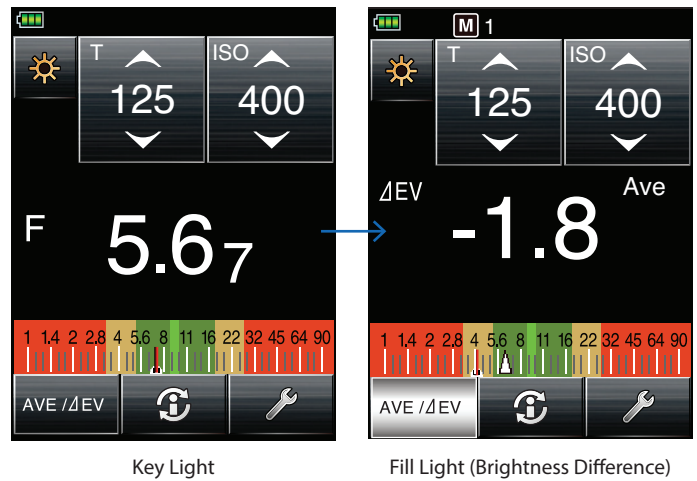 T
125
ISO
400
F
5.6 7
1 1.4 2 2.8 4 5.6 8 11 16 22 32 45 64 90
AVE /⊿EV
Key Light
M 1
T
125
ISO
400
⊿EV
-1.8
Ave
1 1.4 2 2.8 4 5.6 8 11 16 22 32 45 64 90
AVE /⊿EV
Fill Light (Brightness Difference)